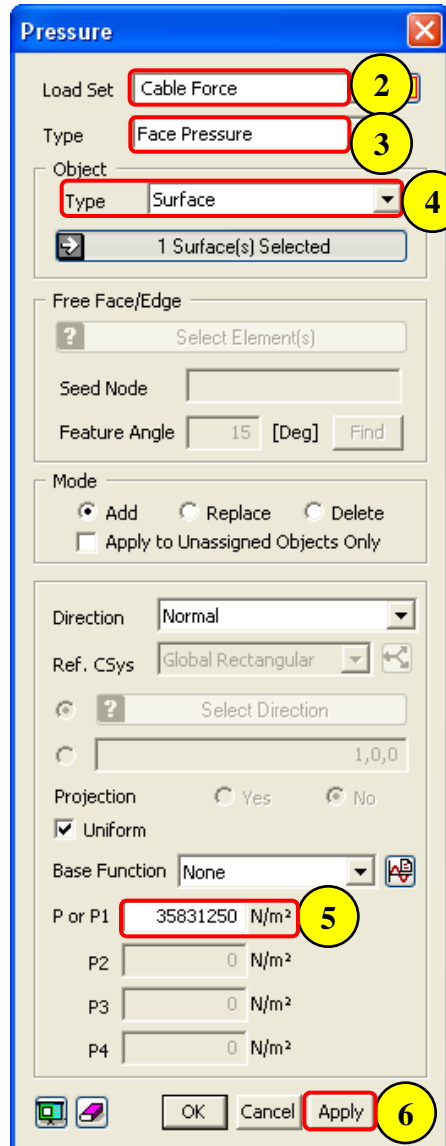 Pressure
Load Set Cable Force 2
Type Face Pressure 3
Object
Type Surface 4
1 Surface(s) Selected
Free Face/Edge
? Select Element(s)
Seed Node
Feature Angle 15 [Deg] Find
Mode
Add Replace Delete
Apply to Unassigned Objects Only
Direction Normal
Ref. CSys Global Rectangular
? Select Direction
1,0,0
Projection Yes No
Uniform
Base Function None
P or P1 35831250 N/m² 5
P2 0 N/m²
P3 0 N/m²
P4 0 N/m²
OK Cancel Apply 6